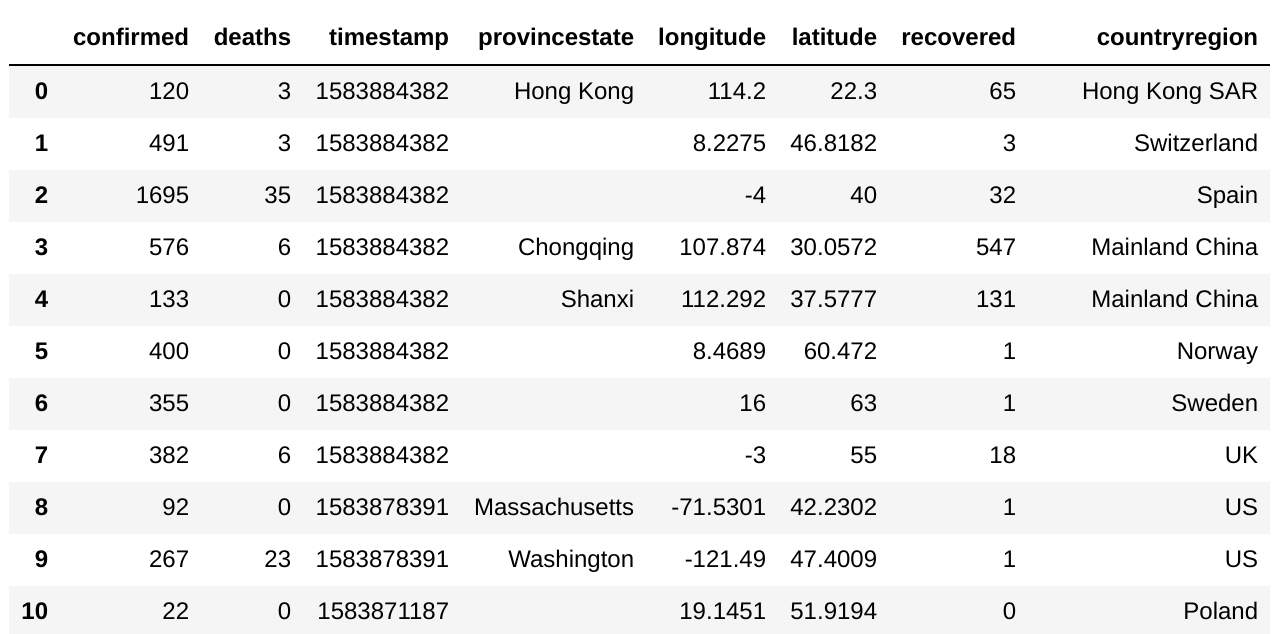 confirmed deaths timestamp provincestate longitude latitude recovered countryregion
0 120 3 1583884382 Hong Kong 114.2 22.3 65 Hong Kong SAR
1 491 3 1583884382 8.2275 46.8182 3 Switzerland
2 1695 35 1583884382 -4 40 32 Spain
3 576 6 1583884382 Chongqing 107.874 30.0572 547 Mainland China
4 133 0 1583884382 Shanxi 112.292 37.5777 131 Mainland China
5 400 0 1583884382 8.4689 60.472 1 Norway
6 355 0 1583884382 16 63 1 Sweden
7 382 6 1583884382 -3 55 18 UK
8 92 0 1583878391 Massachusetts -71.5301 42.2302 1 US
9 267 23 1583878391 Washington -121.49 47.4009 1 US
10 22 0 1583871187 19.1451 51.9194 0 Poland